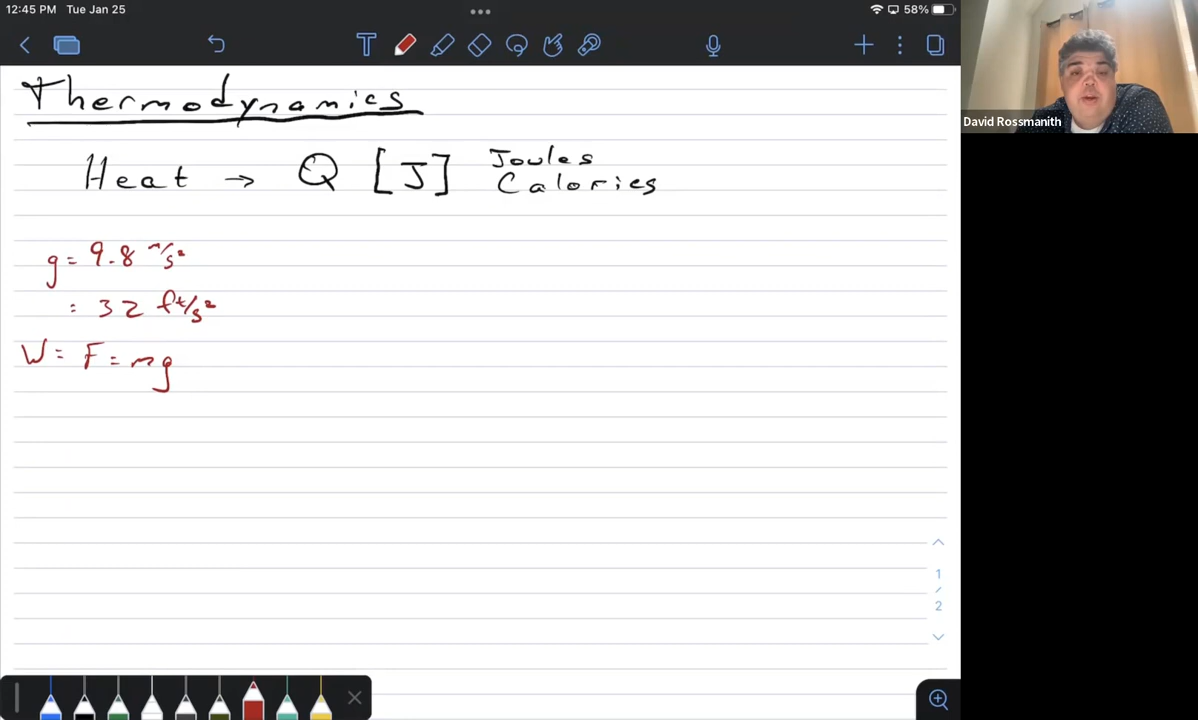 12:45 PM Tue Jan 25
58%
Thermodynamics
Heat → Q [J] Joules
Calories
g = 9.8 m/s²
= 32 ft/s²
W = F = mg
David Rossmanith
1
/
2